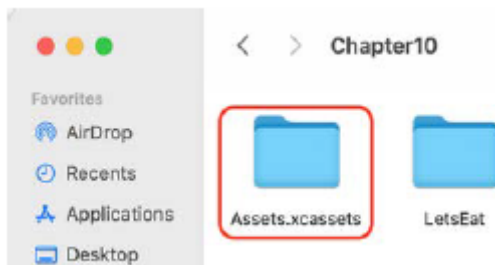 Chapter10
Favorites
AirDrop
Recents
Applications
Desktop
Assets.xcassets
LetsEat